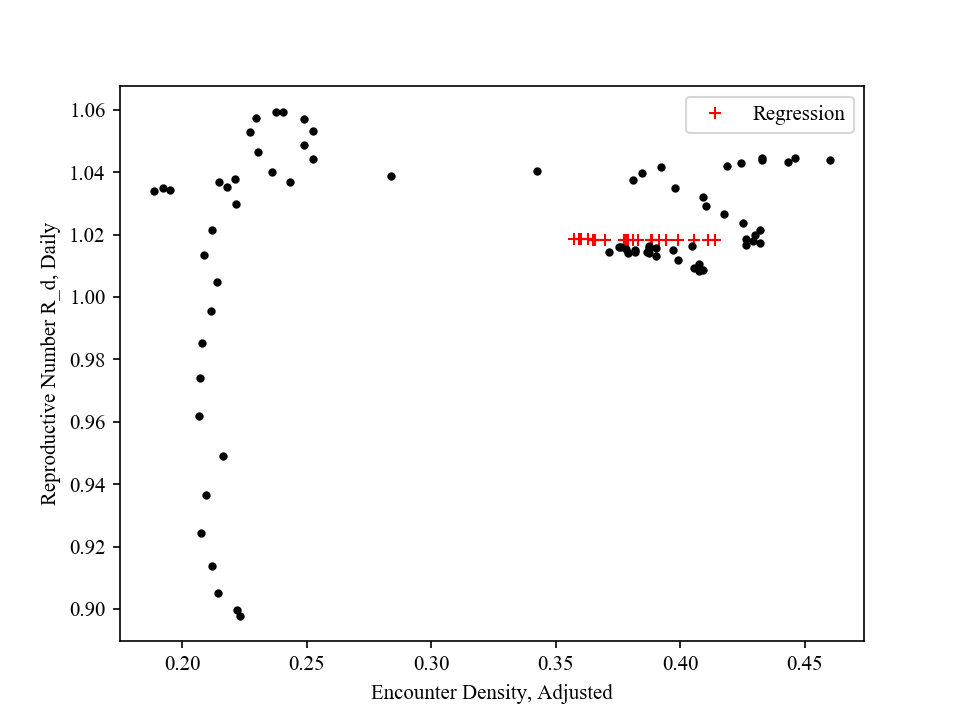 Regression
1.06
1.04
1.02
1.00
0.98
0.96
0.94
0.92
0.90
Reproductive Number R_d, Daily
0.20 0.25 0.30 0.35 0.40 0.45
Encounter Density, Adjusted